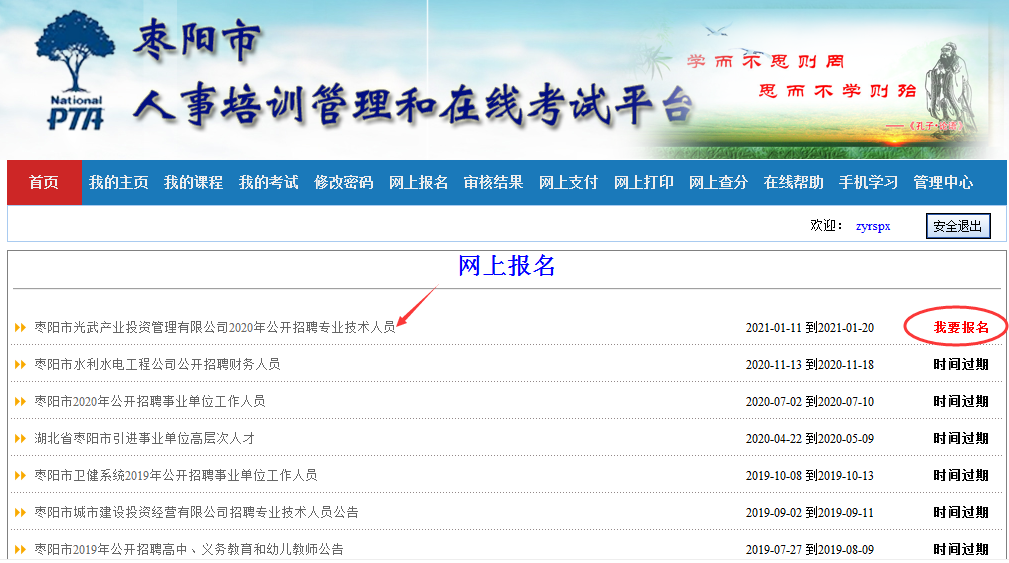 National
PTA
枣阳市
人事培训管理和在线考试平台
学而不思则罔
思而不学则殆
首页 我的主页 我的课程 我的考试 修改密码 网上报名 审核结果 网上支付 网上打印 网上查分 在线帮助 手机学习 管理中心
欢迎： zyrspx 安全退出
网上报名
枣阳市光武产业投资管理有限公司2020年公开招聘专业技术人员 2021-01-11 到2021-01-20 我要报名
枣阳市水利水电工程公司公开招聘财务人员 2020-11-13 到2020-11-18 时间过期
枣阳市2020年公开招聘事业单位工作人员 2020-07-02 到2020-07-10 时间过期
湖北省枣阳市引进事业单位高层次人才 2020-04-22 到2020-05-09 时间过期
枣阳市卫健系统2019年公开招聘事业单位工作人员 2019-10-08 到2019-10-13 时间过期
枣阳市城市建设投资经营有限公司招聘专业技术人员公告 2019-09-02 到2019-09-11 时间过期
枣阳市2019年公开招聘高中、义务教育和幼儿教师公告 2019-07-27 到2019-08-09 时间过期